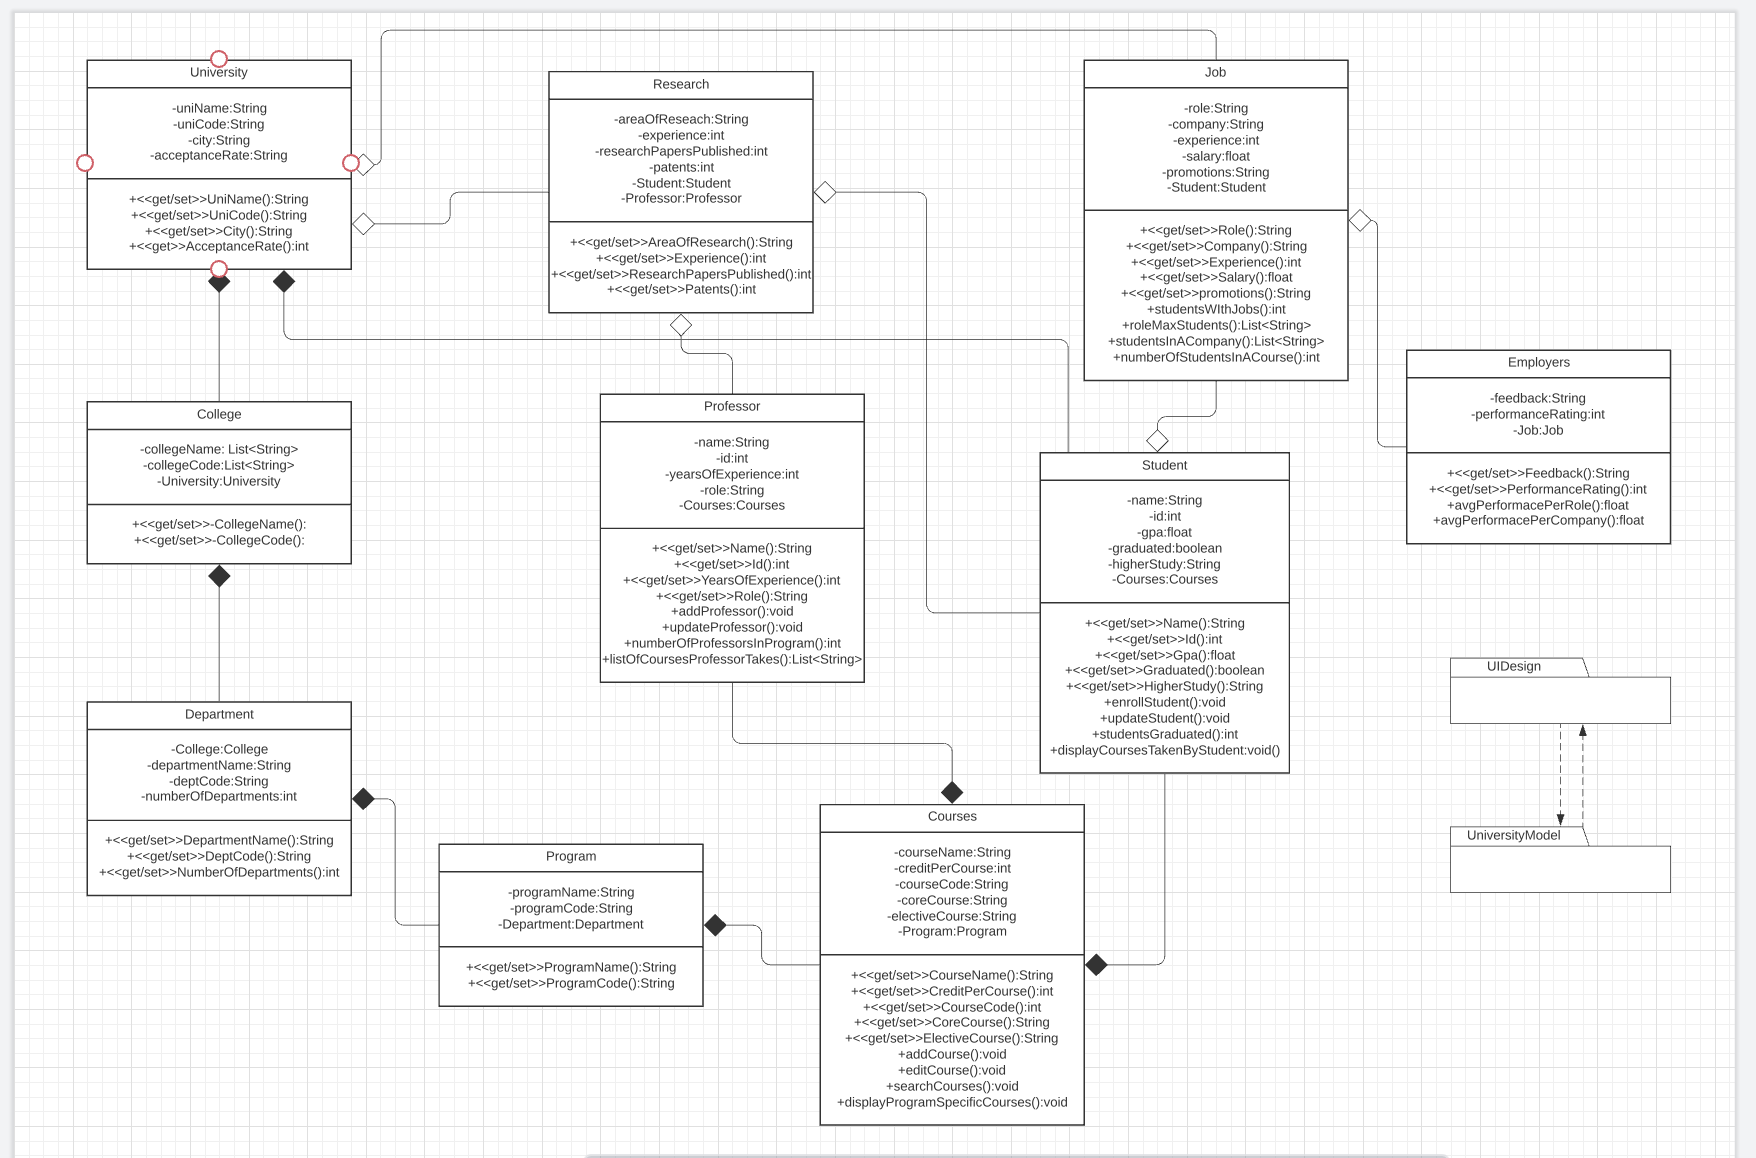 University
-uniName:String
-uniCode:String
-city:String
-acceptanceRate:String
+<<get/set>>UniName():String
+<<get/set>>UniCode():String
+<<get/set>>City():String
+<<get>>AcceptanceRate():int
Research
-areaOfReseach:String
-experience:int
-researchPapersPublished:int
-patents:int
-Student:Student
-Professor:Professor
+<<get/set>>AreaOfResearch():String
+<<get/set>>Experience():int
+<<get/set>>ResearchPapersPublished():int
+<<get/set>>Patents():int
Job
-role:String
-company:String
-experience:int
-salary:float
-promotions:String
-Student:Student
+<<get/set>>Role():String
+<<get/set>>Company():String
+<<get/set>>Experience():int
+<<get/set>>Salary():float
+<<get/set>>promotions():String
+studentsWIthJobs():int
+roleMaxStudents():List<String>
+studentsInACompany():List<String>
+numberOfStudentsInACourse():int
Employers
-feedback:String
-performanceRating:int
-Job:Job
+<<get/set>>Feedback():String
+<<get/set>>PerformanceRating():int
+avgPerformacePerRole():float
+avgPerformacePerCompany():float
College
-collegeName: List<String>
-collegeCode:List<String>
-University:University
+<<get/set>>-CollegeName():
+<<get/set>>-CollegeCode():
Professor
-name:String
-id:int
-yearsOfExperience:int
-role:String
-Courses:Courses
+<<get/set>>Name():String
+<<get/set>>Id():int
+<<get/set>>YearsOfExperience():int
+<<get/set>>Role():String
+addProfessor():void
+updateProfessor():void
+numberOfProfessorsInProgram():int
+listOfCoursesProfessorTakes():List<String>
Student
-name:String
-id:int
-gpa:float
-graduated:boolean
-higherStudy:String
-Courses:Courses
+<<get/set>>Name():String
+<<get/set>>Id():int
+<<get/set>>Gpa():float
+<<get/set>>Graduated():boolean
+<<get/set>>HigherStudy():String
+enrollStudent():void
+updateStudent():void
+studentsGraduated():int
+displayCoursesTakenByStudent:void()
UIDesign
UniversityModel
Department
-College:College
-departmentName:String
-deptCode:String
-numberOfDepartments:int
+<<get/set>>DepartmentName():String
+<<get/set>>DeptCode():String
+<<get/set>>NumberOfDepartments():int
Program
-programName:String
-programCode:String
-Department:Department
+<<get/set>>ProgramName():String
+<<get/set>>ProgramCode():String
Courses
-courseName:String
-creditPerCourse:int
-courseCode:String
-coreCourse:String
-electiveCourse:String
-Program:Program
+<<get/set>>CourseName():String
+<<get/set>>CreditPerCourse():int
+<<get/set>>CourseCode():int
+<<get/set>>CoreCourse():String
+<<get/set>>ElectiveCourse():String
+addCourse():void
+editCourse():void
+searchCourses():void
+displayProgramSpecificCourses():void